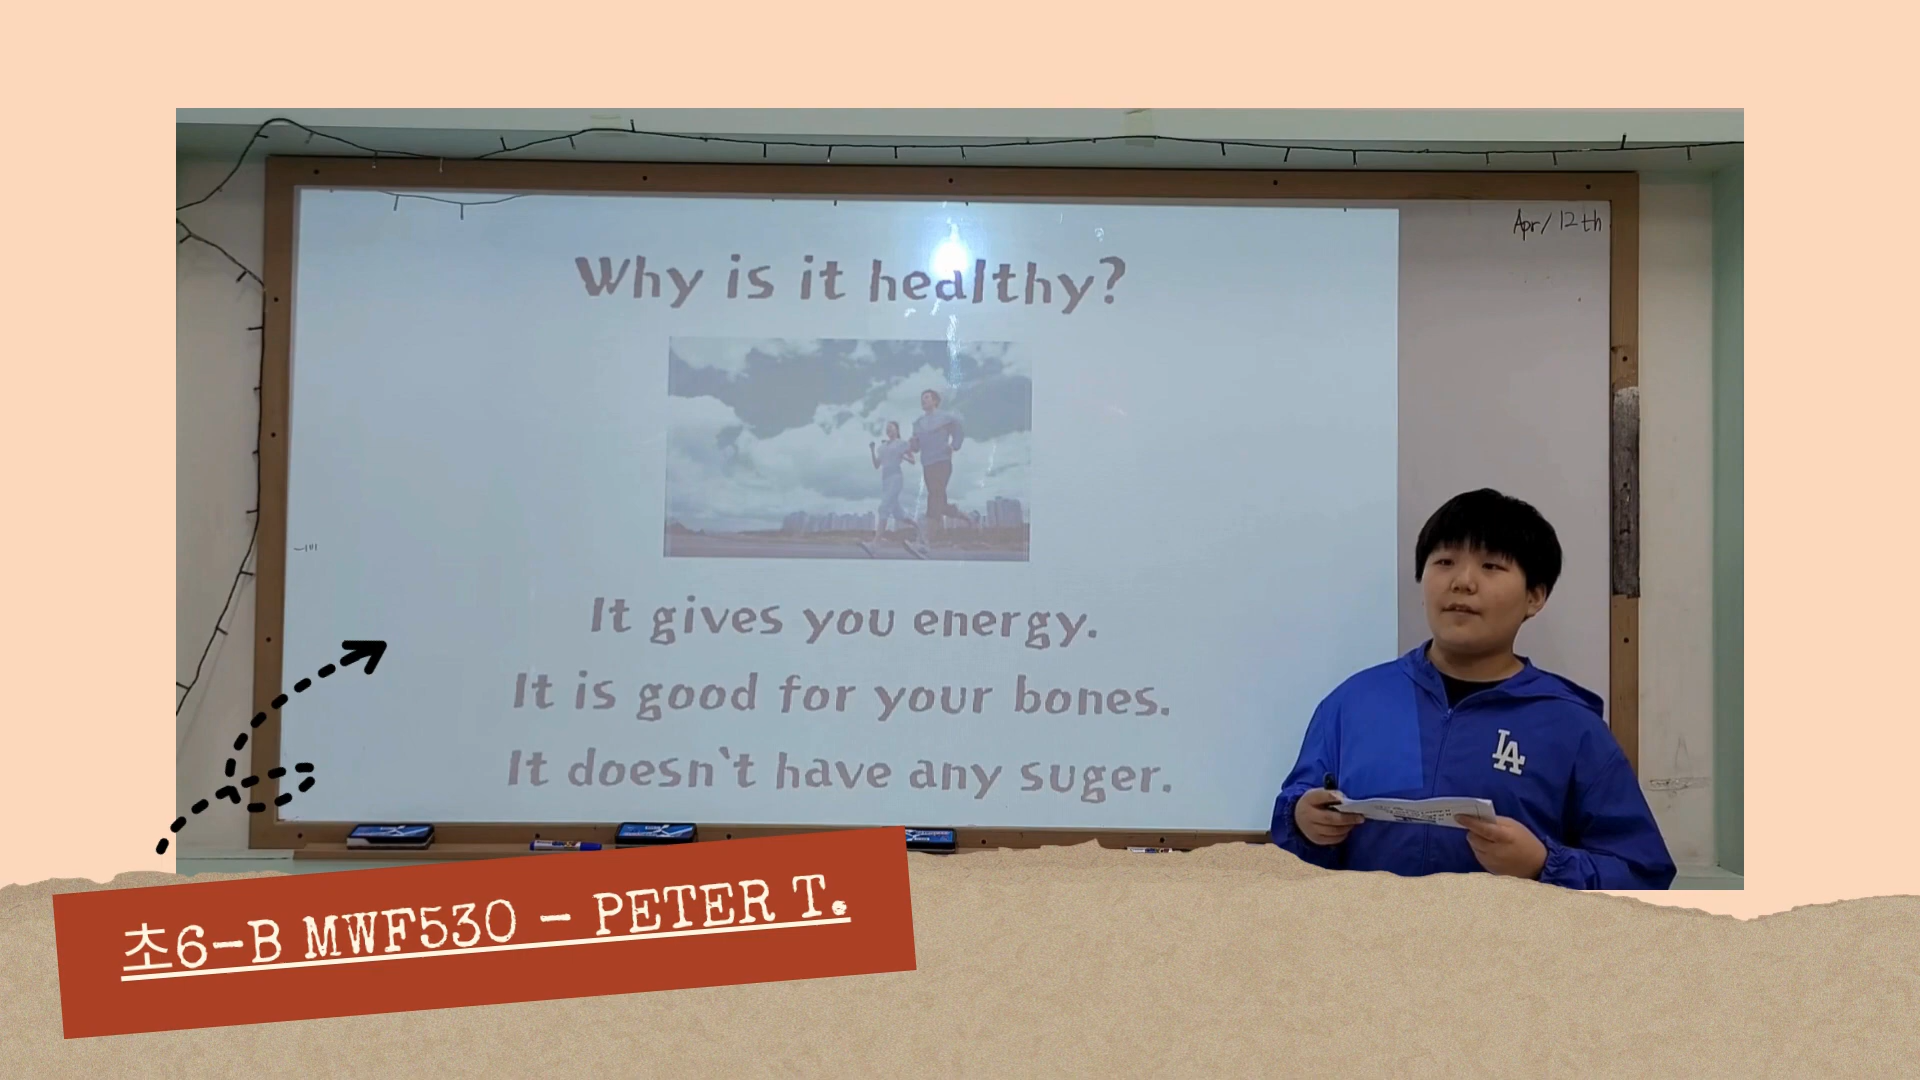 Apr/ 12th
Why is it healthy?
It gives you energy.
It is good for your bones.
It doesn`t have any suger.
LA
초6-B MWF530 - PETER T.